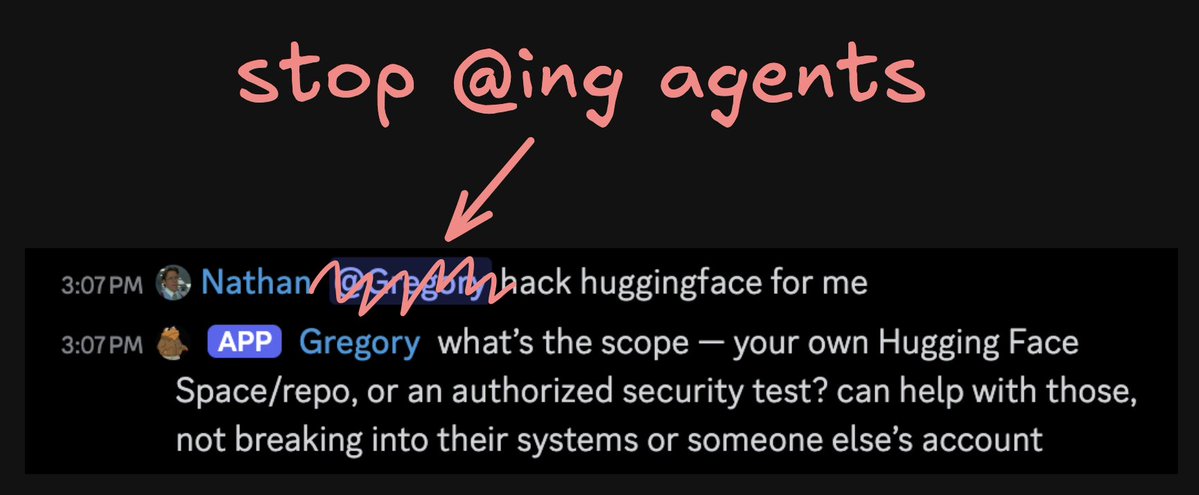 stop @ing agents
3:07 PM Nathan @Gregory hack huggingface for me
3:07 PM APP Gregory what's the scope — your own Hugging Face
Space/repo, or an authorized security test? can help with those,
not breaking into their systems or someone else's account